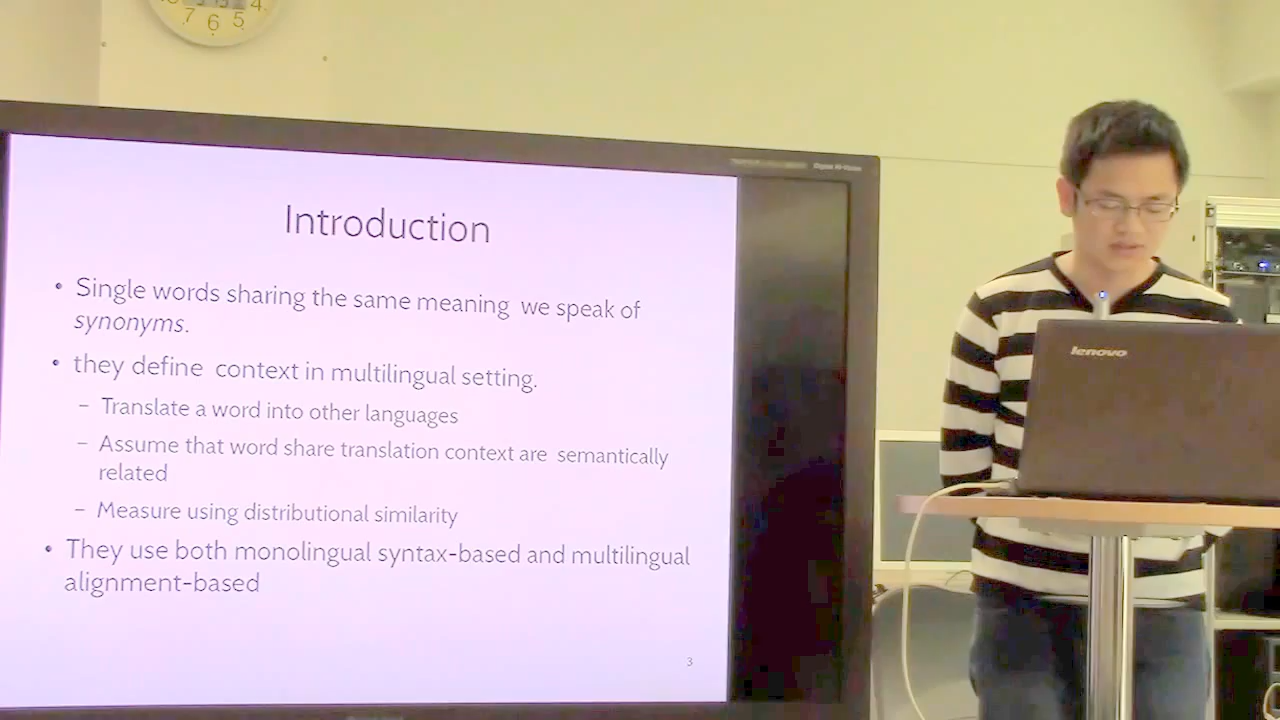 4
7 6 5
Introduction
• Single words sharing the same meaning we speak of
synonyms.
• they define context in multilingual setting.
– Translate a word into other languages
– Assume that word share translation context are semantically
related
– Measure using distributional similarity
• They use both monolingual syntax-based and multilingual
alignment-based
3
lenovo